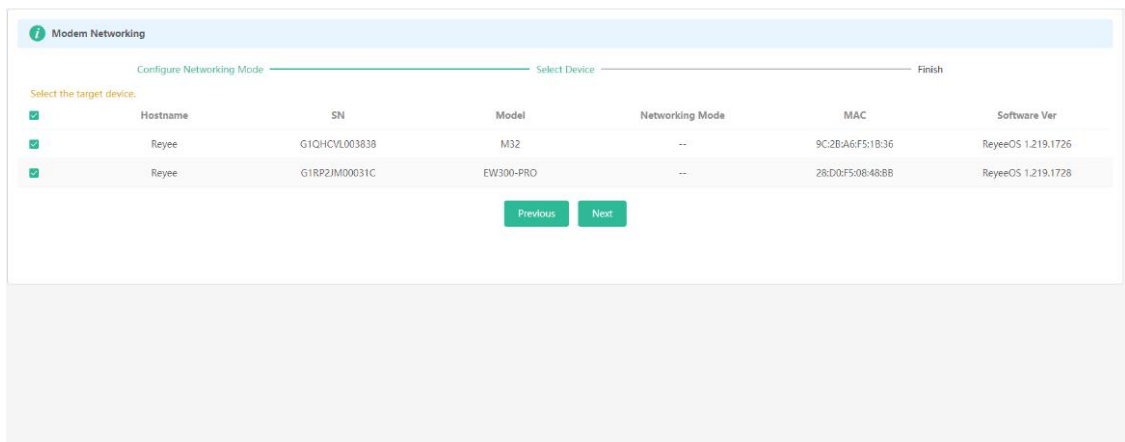 Modem Networking
Configure Networking Mode Select Device Finish
Select the target device.
Hostname SN Model Networking Mode MAC Software Ver
Reyee G1QHCVL003838 M32 -- 9C:2B:A6:F5:1B:36 ReyeeOS 1.219.1726
Reyee G1RP2JM00031C EW300-PRO -- 28:D0:F5:08:48:BB ReyeeOS 1.219.1728
Previous Next